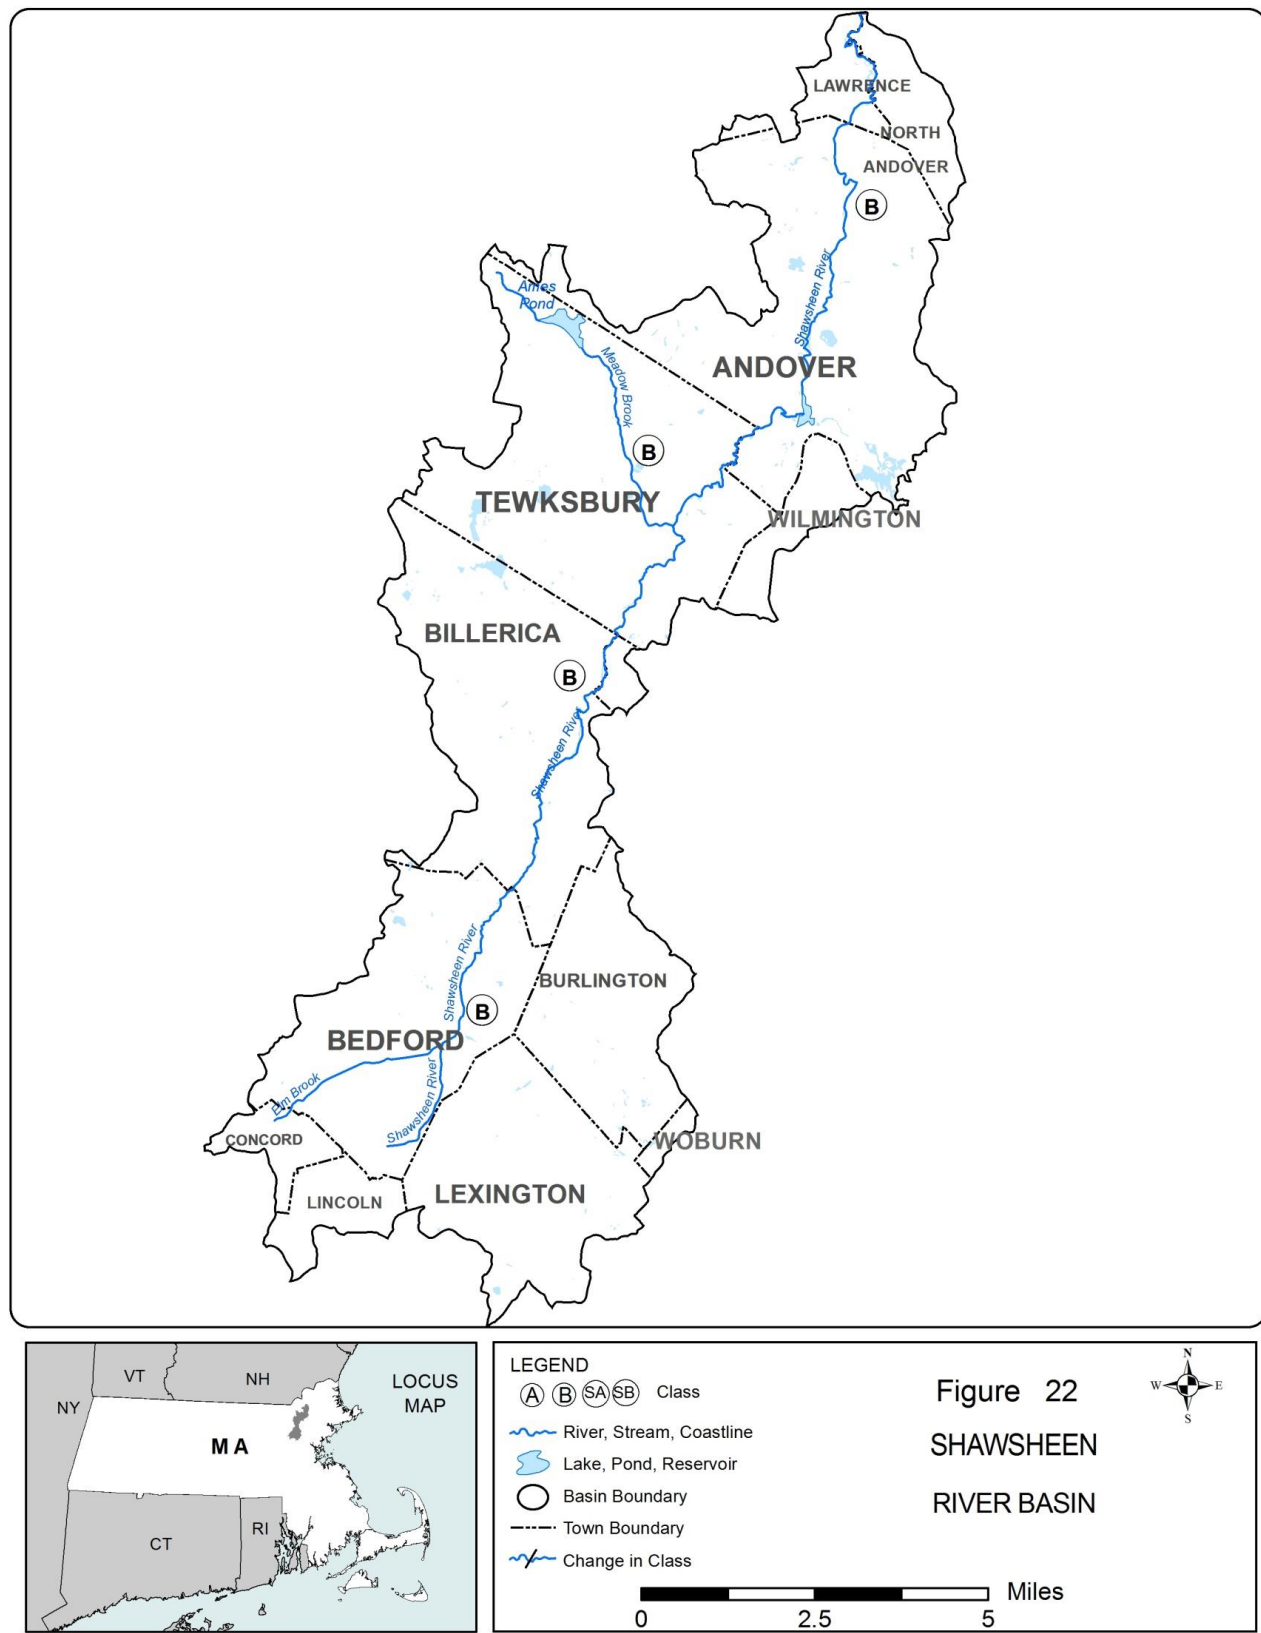 LAWRENCE
NORTH
ANDOVER
B
Ames
Pond
Shawsheen River
Meadow Brook
ANDOVER
B
TEWKSBURY
WILMINGTON
BILLERICA
B
Shawsheen River
Shawsheen River
BURLINGTON
B
BEDFORD
Elm Brook
Shawsheen River
CONCORD
WOBURN
LINCOLN
LEXINGTON
VT
NH
NY
LOCUS
MAP
MA
CT
RI
LEGEND
A B SA SB Class
River, Stream, Coastline
Lake, Pond, Reservoir
Basin Boundary
Town Boundary
Change in Class
Figure 22
SHAWSHEEN
RIVER BASIN
N
W E
S
Miles
0 2.5 5